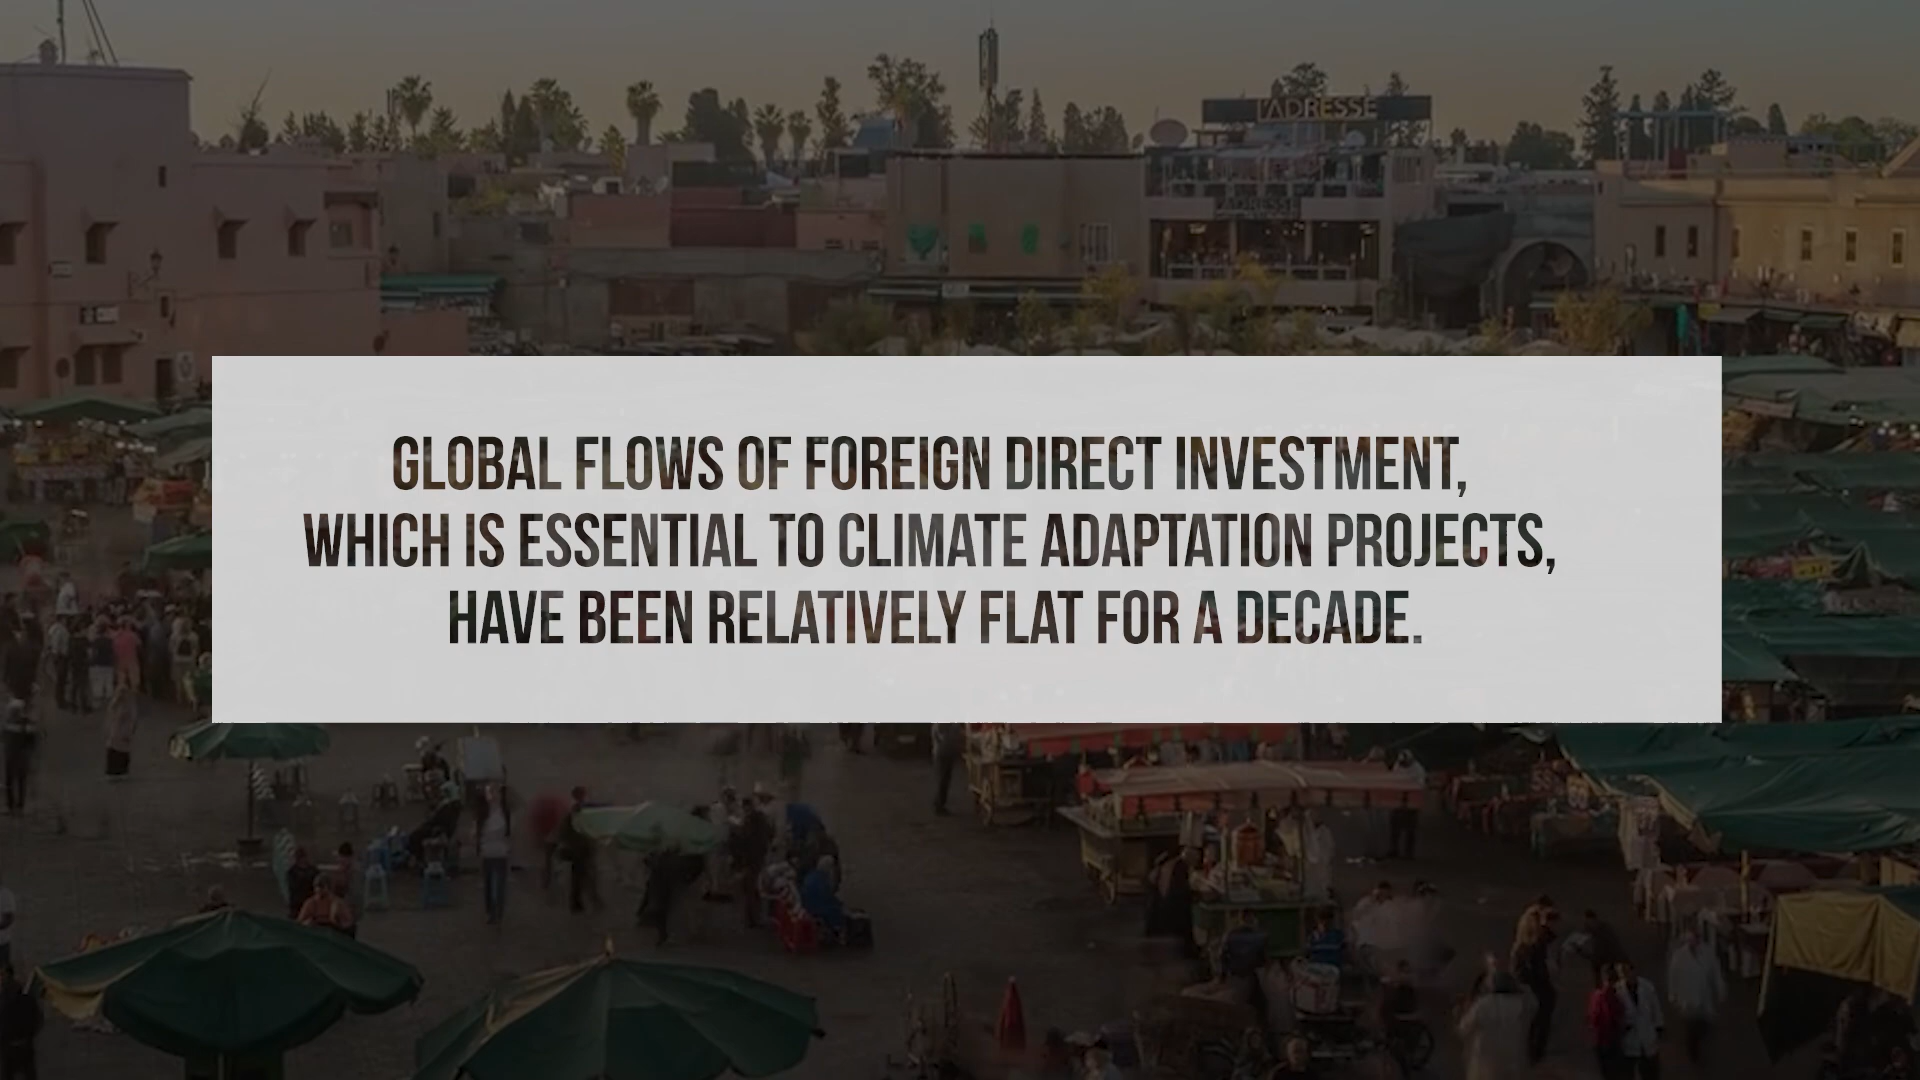 L'ADRESSE
L'ADRESSE
GLOBAL FLOWS OF FOREIGN DIRECT INVESTMENT,
WHICH IS ESSENTIAL TO CLIMATE ADAPTATION PROJECTS,
HAVE BEEN RELATIVELY FLAT FOR A DECADE.